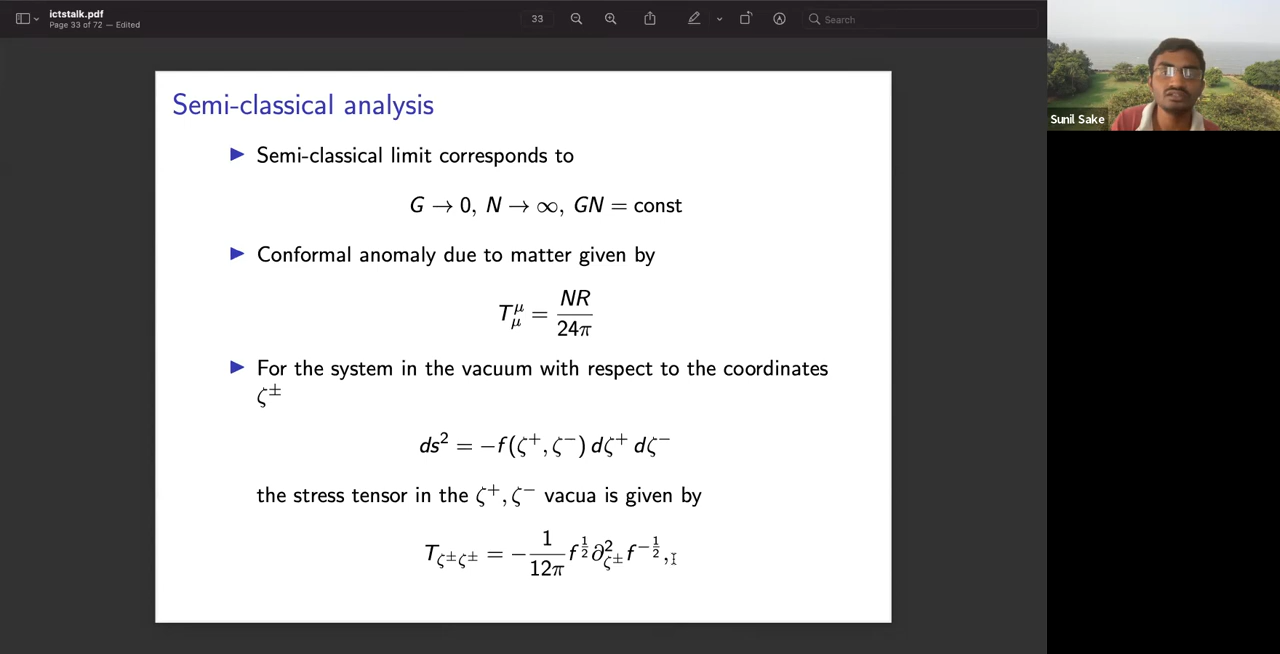 ictstalk.pdf
Page 33 of 72 — Edited
33
Search
Sunil Sake
Semi-classical analysis
▶ Semi-classical limit corresponds to
G → 0, N → ∞, GN = const
▶ Conformal anomaly due to matter given by
T^μ_μ = NR/24π
▶ For the system in the vacuum with respect to the coordinates
ζ^±
ds² = −f(ζ⁺, ζ⁻) dζ⁺ dζ⁻
the stress tensor in the ζ⁺, ζ⁻ vacua is given by
T_{ζ^±ζ^±} = −1/12π f^{1/2} ∂²_{ζ^±} f^{−1/2},